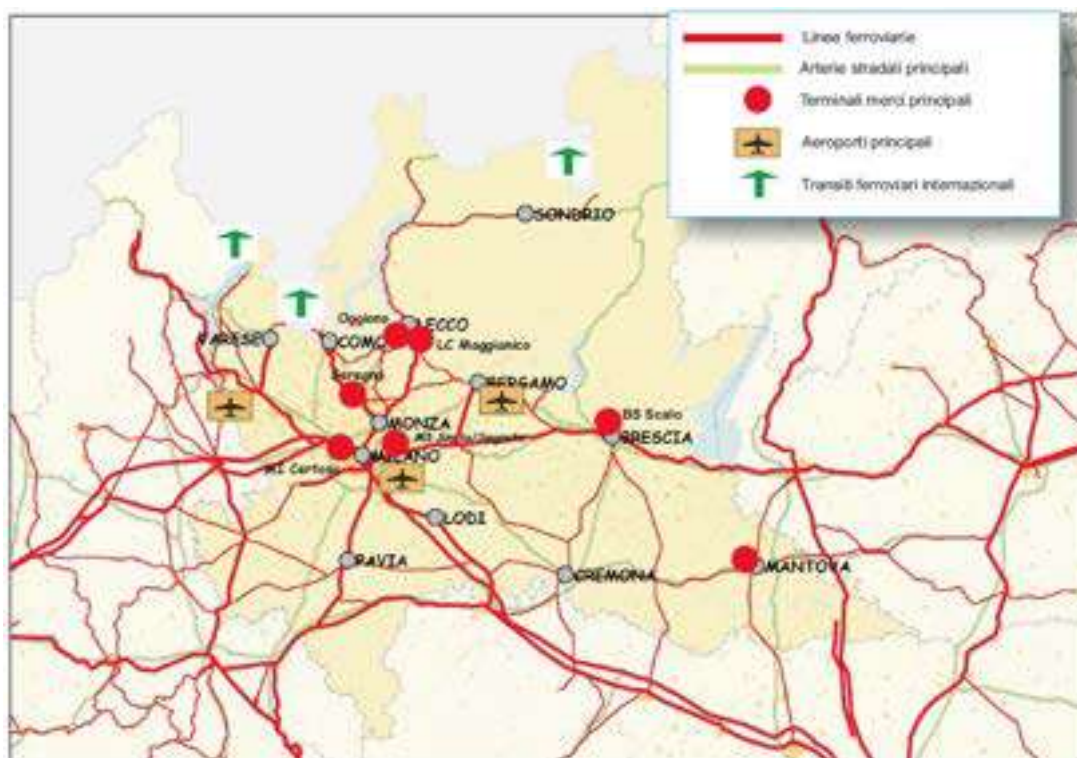 Linee ferroviarie
Arterie stradali principali
Terminali merci principali
Aeroporti principali
Transiti ferroviari internazionali
SONDRIO
Oggiono
LECCO
VARESE
COMO
LC Maggianico
BERGAMO
BS Scalo
MONZA
BRESCIA
MILANO
MI Certosa
LODI
PAVIA
CREMONA
MANTOVA